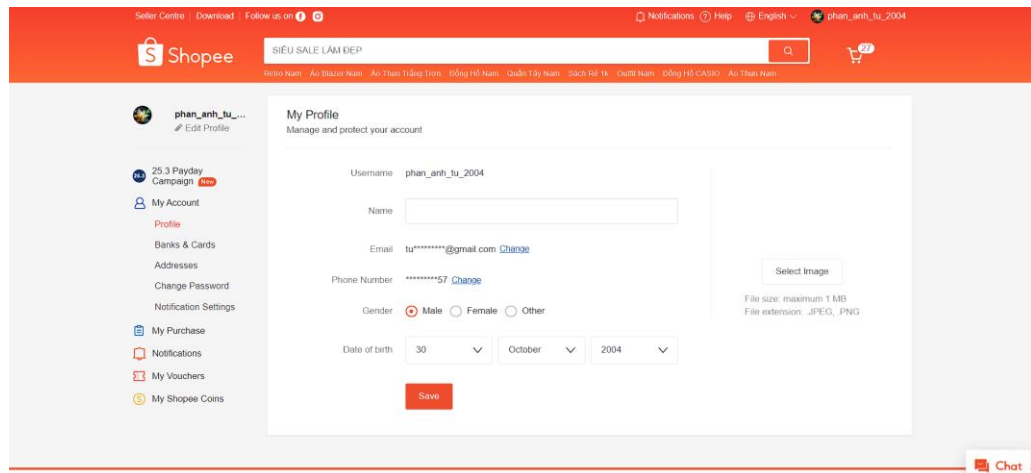 Seller Centre | Download | Follow us on
Notifications Help English phan_anh_tu_2004
Shopee
SIÊU SALE LÀM ĐẸP
27
Retro Nam Áo Blazer Nam Áo Thun Trắng Trơn Đồng Hồ Nam Quần Tây Nam Sách Rẻ 1k Outfit Nam Đồng Hồ CASIO Áo Thun Nam
phan_anh_tu_...
Edit Profile
25.3 Payday
Campaign New
My Account
Profile
Banks & Cards
Addresses
Change Password
Notification Settings
My Purchase
Notifications
My Vouchers
My Shopee Coins
My Profile
Manage and protect your account
Username phan_anh_tu_2004
Name
Email tu*********@gmail.com Change
Phone Number *********57 Change
Gender Male Female Other
Date of birth 30 October 2004
Save
Select Image
File size: maximum 1 MB
File extension: .JPEG, .PNG
Chat